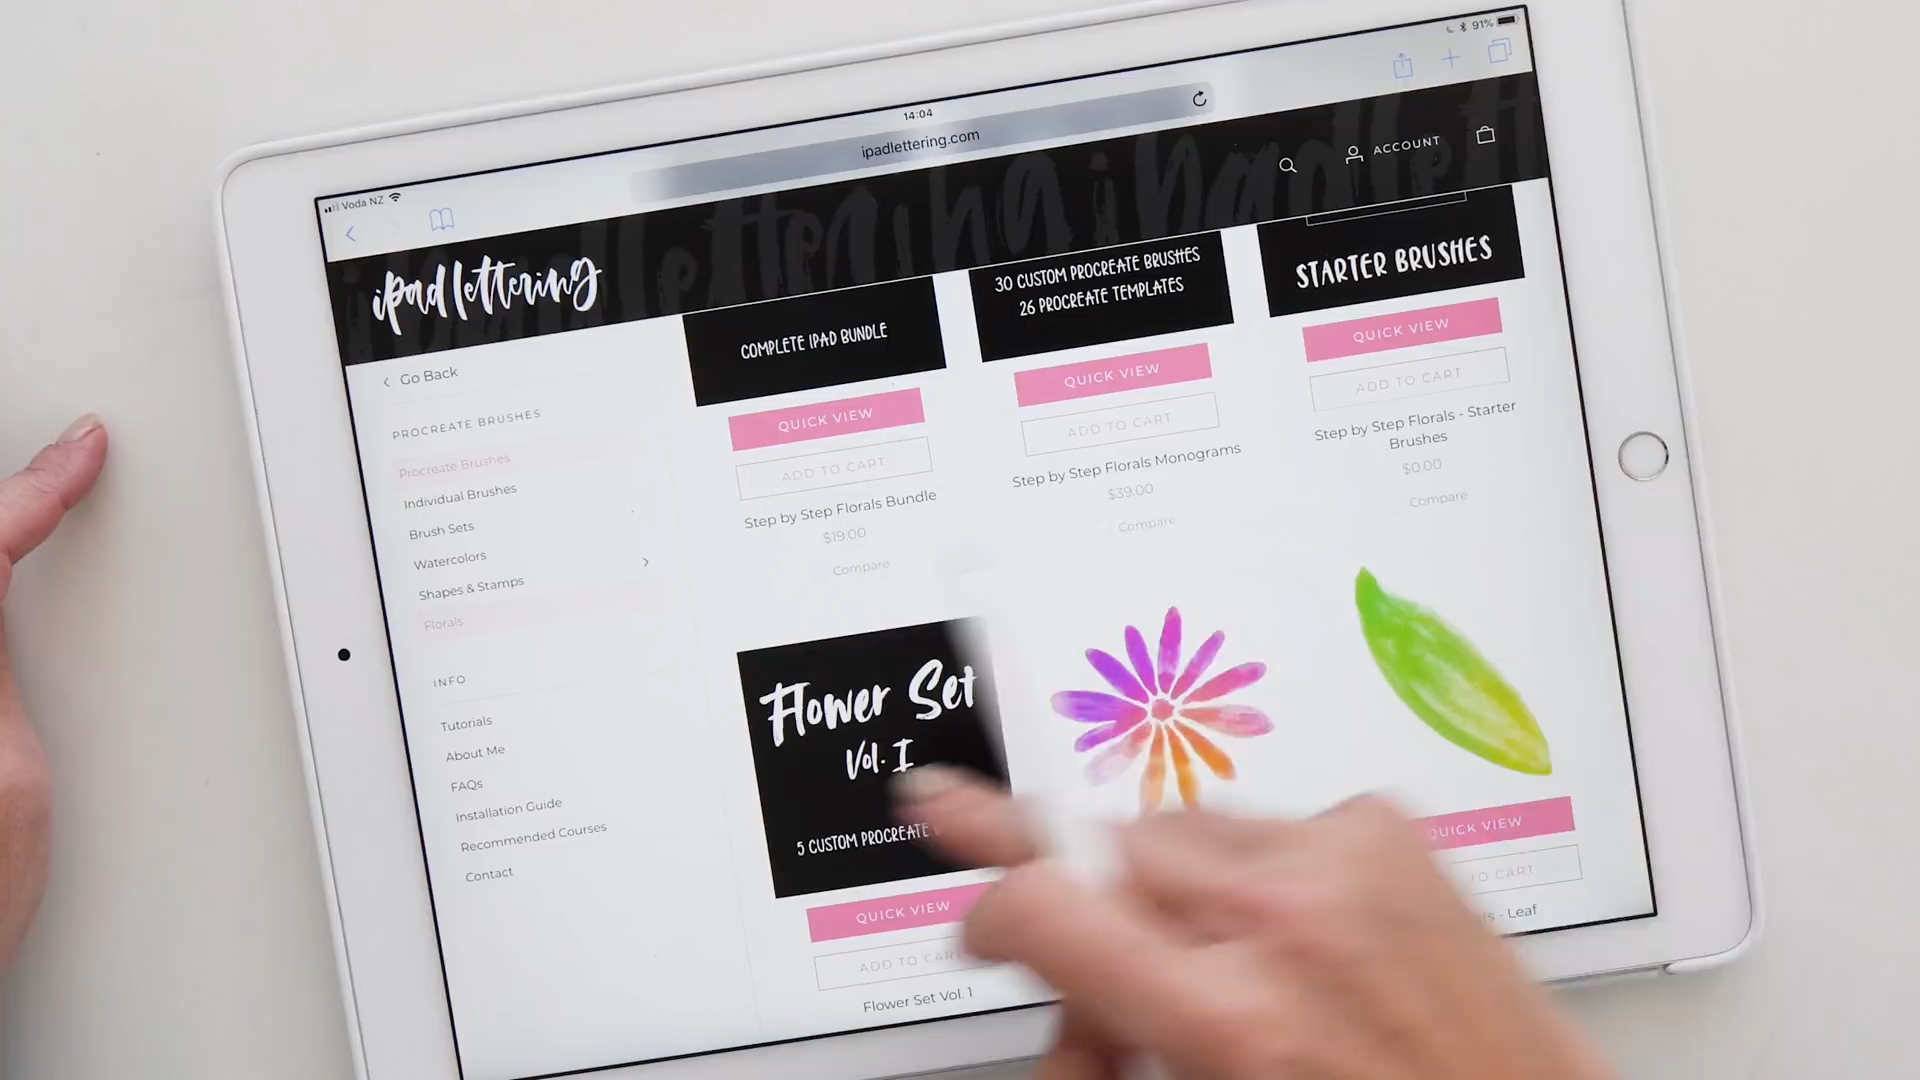 Voda NZ
14:04
91%
ipadlettering.com
ipad lettering
ACCOUNT
Go Back
PROCREATE BRUSHES
Procreate Brushes
Individual Brushes
Brush Sets
Watercolors
Shapes & Stamps
Florals
INFO
Tutorials
About Me
FAQs
Installation Guide
Recommended Courses
Contact
COMPLETE IPAD BUNDLE
QUICK VIEW
ADD TO CART
Step by Step Florals Bundle
$19.00
Compare
30 CUSTOM PROCREATE BRUSHES
26 PROCREATE TEMPLATES
QUICK VIEW
ADD TO CART
Step by Step Florals Monograms
$39.00
Compare
STARTER BRUSHES
QUICK VIEW
ADD TO CART
Step by Step Florals - Starter
Brushes
$0.00
Compare
Flower Set
Vol. I
5 CUSTOM PROCREATE
QUICK VIEW
ADD TO CART
Flower Set Vol. 1
QUICK VIEW
TO CART
- Leaf